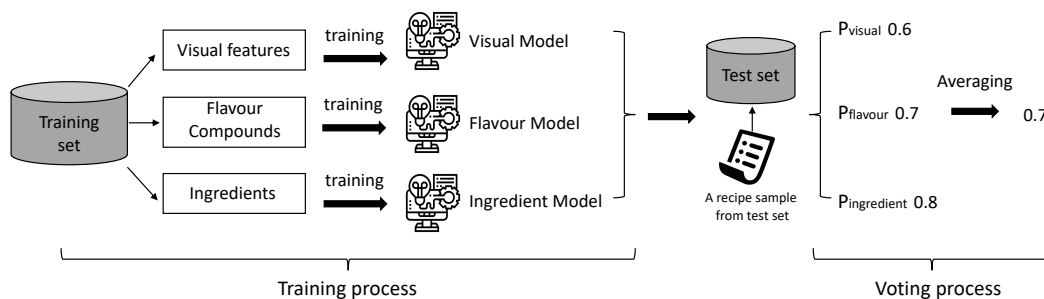 Training
set
Visual features
Flavour
Compounds
Ingredients
training
training
training
Visual Model
Flavour Model
Ingredient Model
Test set
A recipe sample
from test set
Pvisual 0.6
Pflavour 0.7
Pingredient 0.8
Averaging
0.7
Training process
Voting process